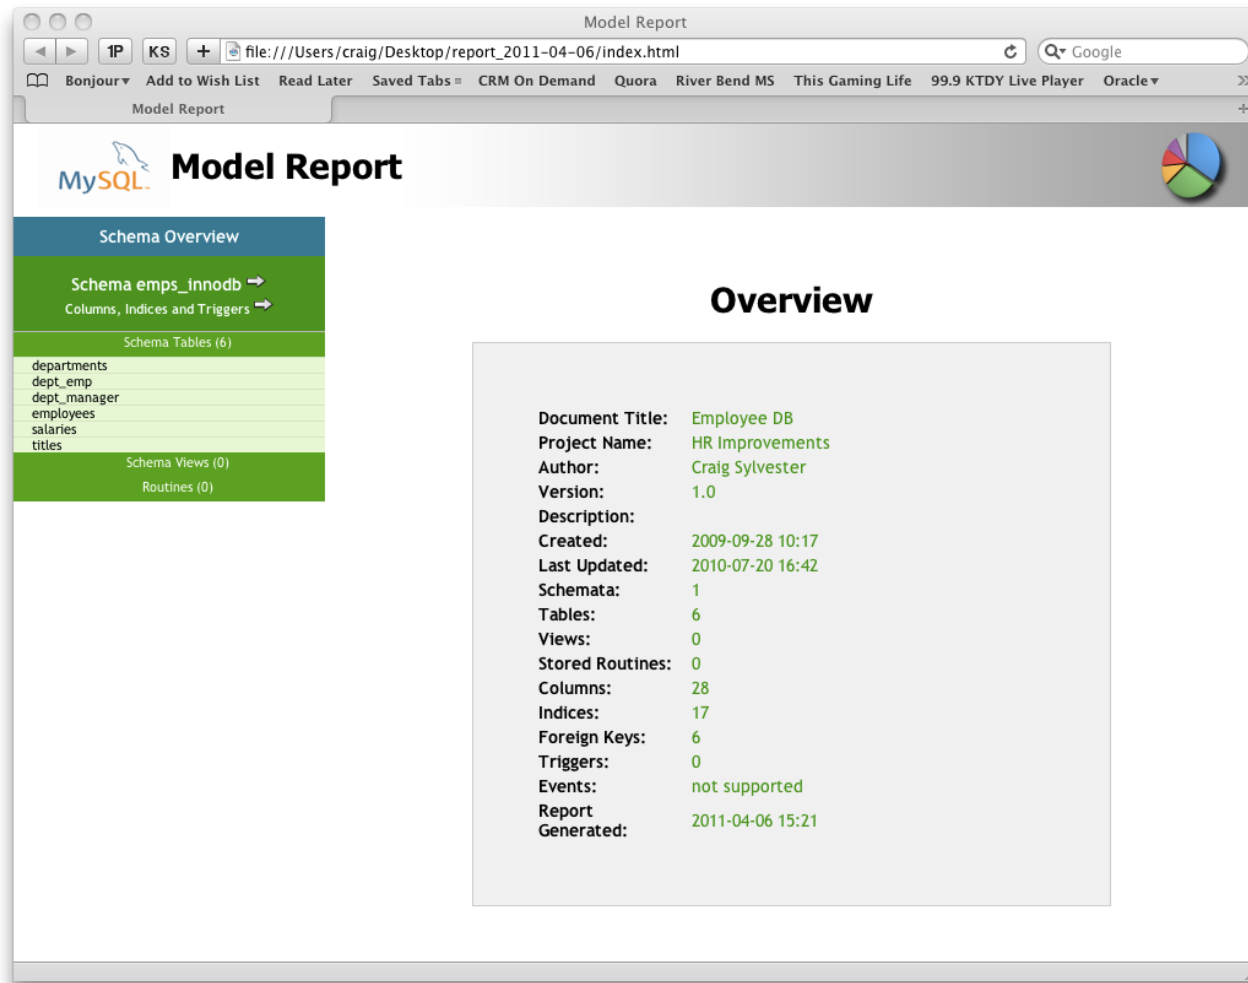 Model Report
1P KS + file:///Users/craig/Desktop/report_2011-04-06/index.html Google
Bonjour Add to Wish List Read Later Saved Tabs CRM On Demand Quora River Bend MS This Gaming Life 99.9 KTDY Live Player Oracle »
Model Report +
MySQL™ Model Report
Schema Overview
Schema emps_innodb
Columns, Indices and Triggers
Schema Tables (6)
departments
dept_emp
dept_manager
employees
salaries
titles
Schema Views (0)
Routines (0)
Overview
Document Title: Employee DB
Project Name: HR Improvements
Author: Craig Sylvester
Version: 1.0
Description:
Created: 2009-09-28 10:17
Last Updated: 2010-07-20 16:42
Schemata: 1
Tables: 6
Views: 0
Stored Routines: 0
Columns: 28
Indices: 17
Foreign Keys: 6
Triggers: 0
Events: not supported
Report
Generated: 2011-04-06 15:21